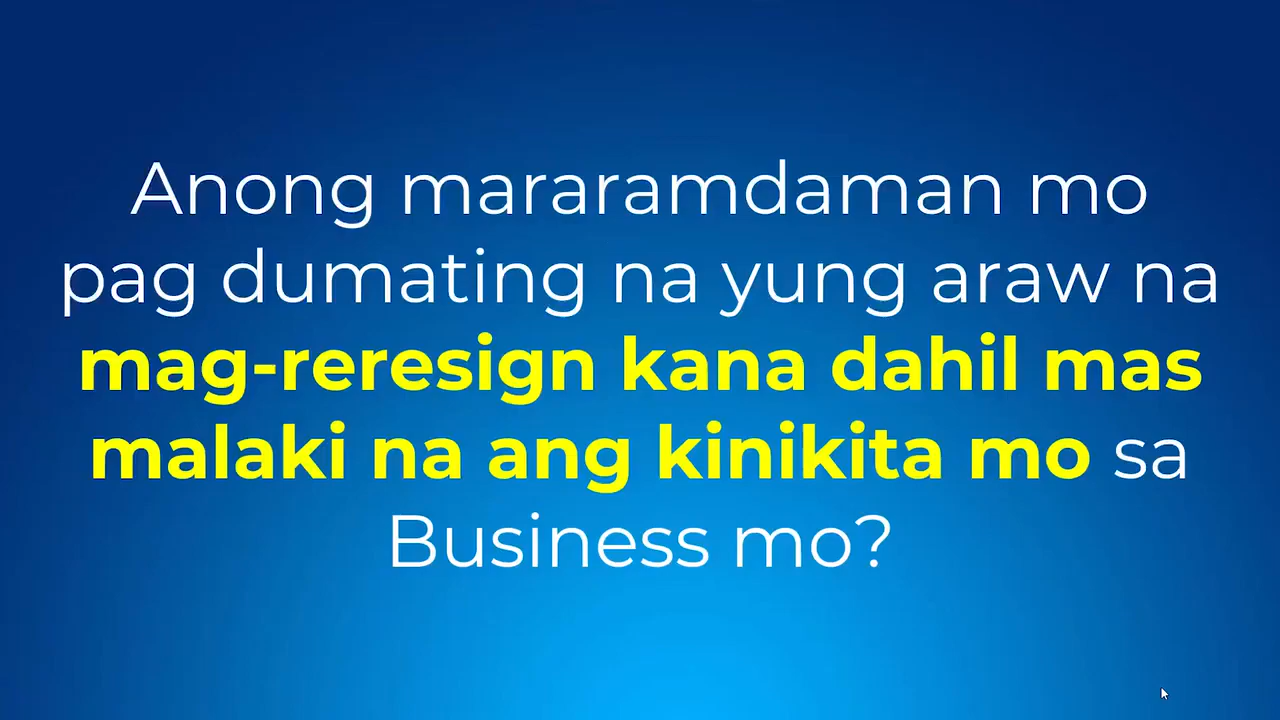 Anong mararamdaman mo
pag dumating na yung araw na
mag-reresign kana dahil mas
malaki na ang kinikita mo sa
Business mo?